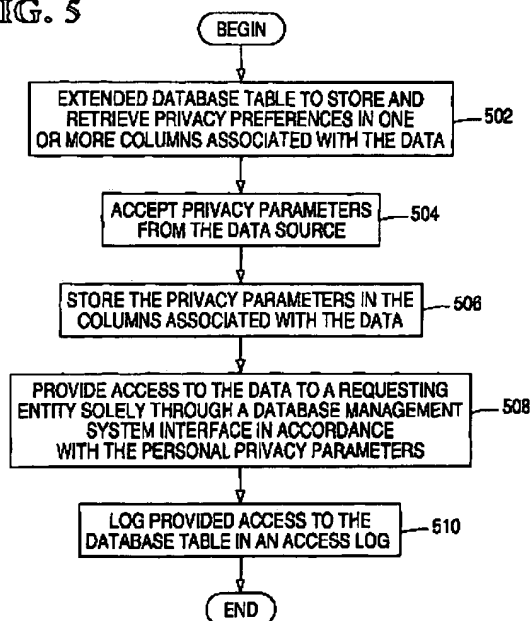 FIG. 5
BEGIN
EXTENDED DATABASE TABLE TO STORE AND
RETRIEVE PRIVACY PREFERENCES IN ONE
OR MORE COLUMNS ASSOCIATED WITH THE DATA
502
ACCEPT PRIVACY PARAMETERS
FROM THE DATA SOURCE
504
STORE THE PRIVACY PARAMETERS IN THE
COLUMNS ASSOCIATED WITH THE DATA
506
PROVIDE ACCESS TO THE DATA TO A REQUESTING
ENTITY SOLELY THROUGH A DATABASE MANAGEMENT
SYSTEM INTERFACE IN ACCORDANCE
WITH THE PERSONAL PRIVACY PARAMETERS
508
LOG PROVIDED ACCESS TO THE
DATABASE TABLE IN AN ACCESS LOG
510
END